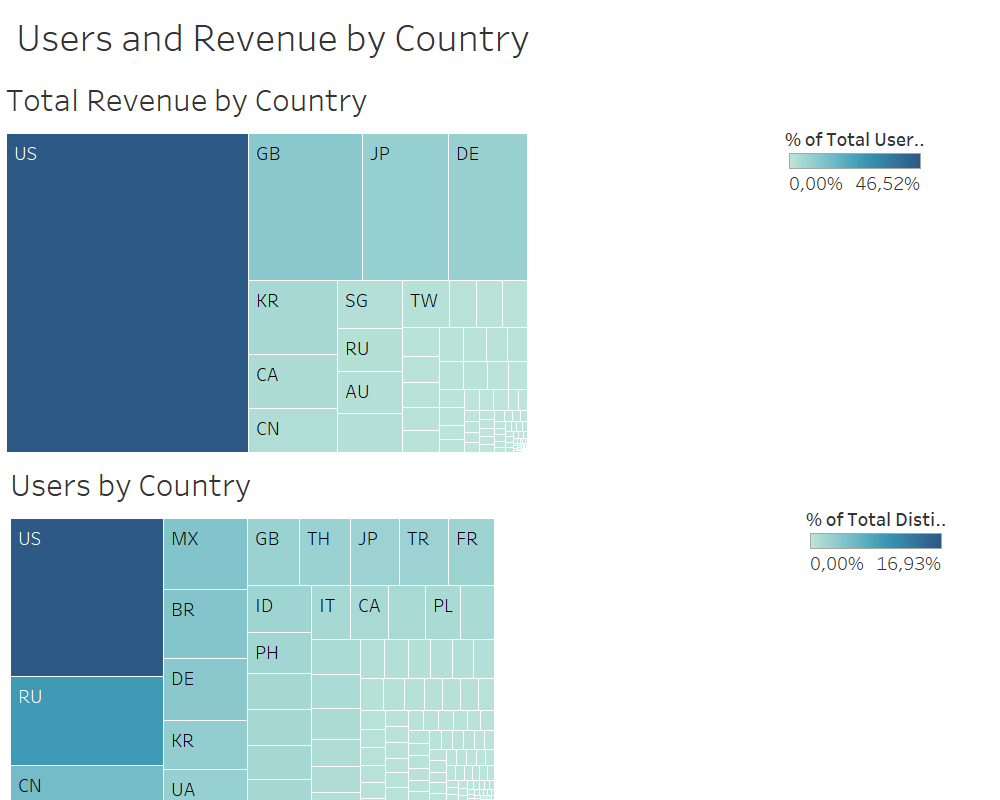 Users and Revenue by Country
Total Revenue by Country
US
GB
JP
DE
KR
SG
TW
RU
CA
AU
CN
% of Total User..
0,00% 46,52%
Users by Country
US
MX
GB
TH
JP
TR
FR
BR
ID
IT
CA
PL
PH
DE
RU
KR
CN
UA
% of Total Disti..
0,00% 16,93%